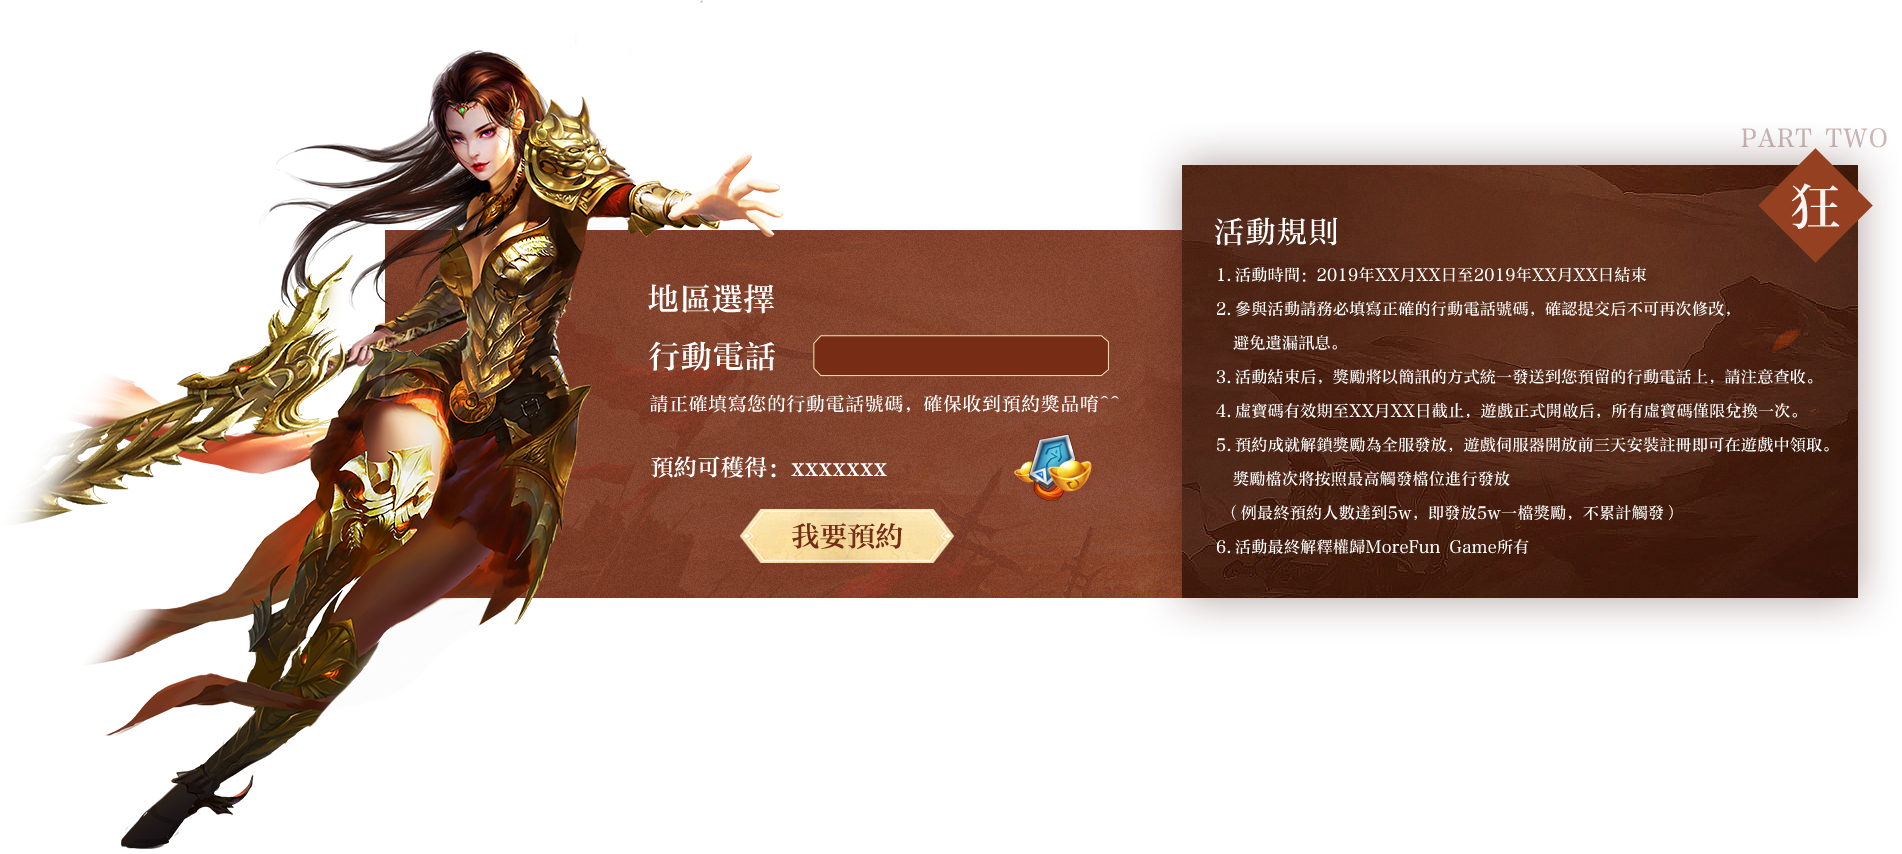 PART TWO
狂
地區選擇
行動電話
請正確填寫您的行動電話號碼，確保收到預約獎品唷^^
預約可獲得：xxxxxxx
我要預約
活動規則
1. 活動時間：2019年XX月XX日至2019年XX月XX日結束
2. 參與活動請務必填寫正確的行動電話號碼，確認提交后不可再次修改，
避免遺漏訊息。
3. 活動結束后，獎勵將以簡訊的方式統一發送到您預留的行動電話上，請注意查收。
4. 虛寶碼有效期至XX月XX日截止，遊戲正式開啟后，所有虛寶碼僅限兌換一次。
5. 預約成就解鎖獎勵為全服發放，遊戲伺服器開放前三天安裝註冊即可在遊戲中領取。
獎勵檔次將按照最高觸發檔位進行發放
（例最終預約人數達到5w，即發放5w一檔獎勵，不累計觸發）
6. 活動最終解釋權歸MoreFun Game所有